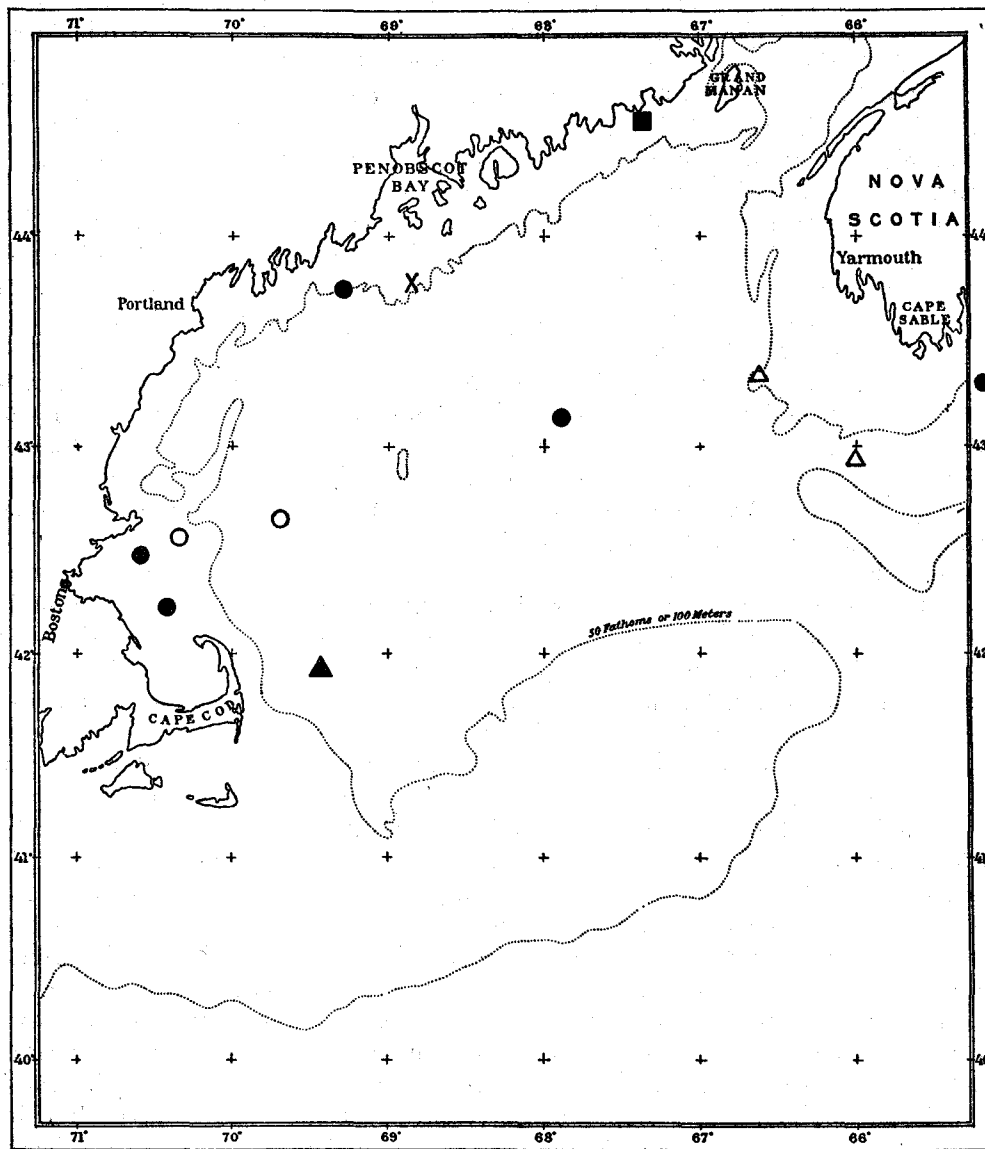 71° 70° 69° 68° 67° 66°
GRAND
MANAN
PENOBSCOT
BAY
NOVA
SCOTIA
44° 44
Yarmouth
Portland
CAPE
SABLE
43° 43
Boston
50 Fathoms or 100 Meters
42° 42
CAPE COD
41° 41
40° 40
71° 70° 69° 68° 67° 66°